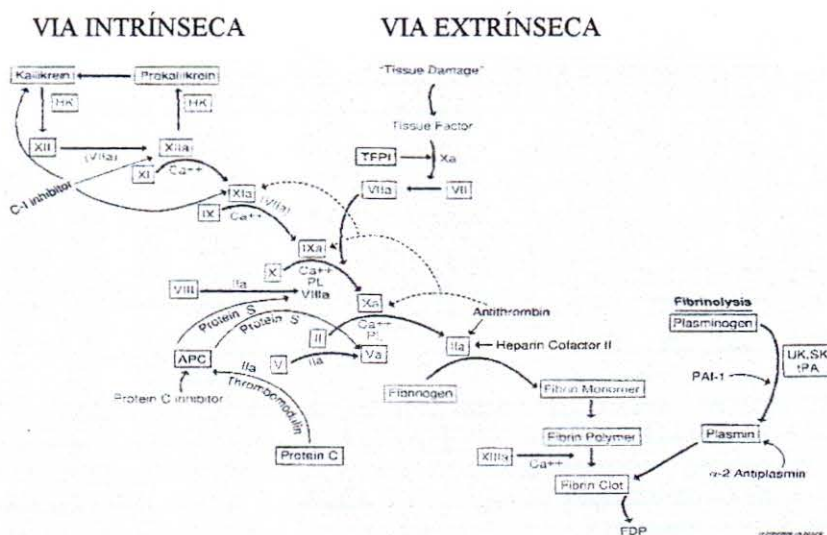 VIA INTRÍNSECA
VIA EXTRÍNSECA
Kallikrein
Prekallikrein
HK
HK
XII
XIIa
(VIIa)
XI
Ca++
C-I inhibitor
XIa
IX
Ca++
(VIIa)
"Tissue Damage"
Tissue Factor
TFPI
Xa
VIIa
VII
IXa
X
Ca++
PL
VIIIa
VIII
IIa
Xa
Protein S
Protein S
II
Ca++
PL
Antithrombin
IIa
Heparin Cofactor II
APC
V
IIa
Va
Protein C inhibitor
IIa
Thrombomodulin
Protein C
Fibrinogen
Fibrin Monomer
Fibrin Polymer
XIIIa
Ca++
Fibrin Clot
FDP
Fibrinolysis
Plasminogen
UK,SK
tPA
PAI-1
Plasmin
α-2 Antiplasmin